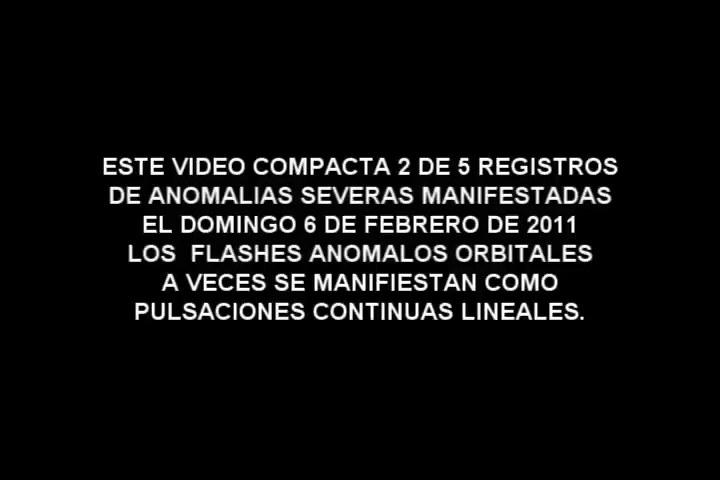 ESTE VIDEO COMPACTA 2 DE 5 REGISTROS
DE ANOMALIAS SEVERAS MANIFESTADAS
EL DOMINGO 6 DE FEBRERO DE 2011
LOS  FLASHES ANOMALOS ORBITALES
A VECES SE MANIFIESTAN COMO
PULSACIONES CONTINUAS LINEALES.